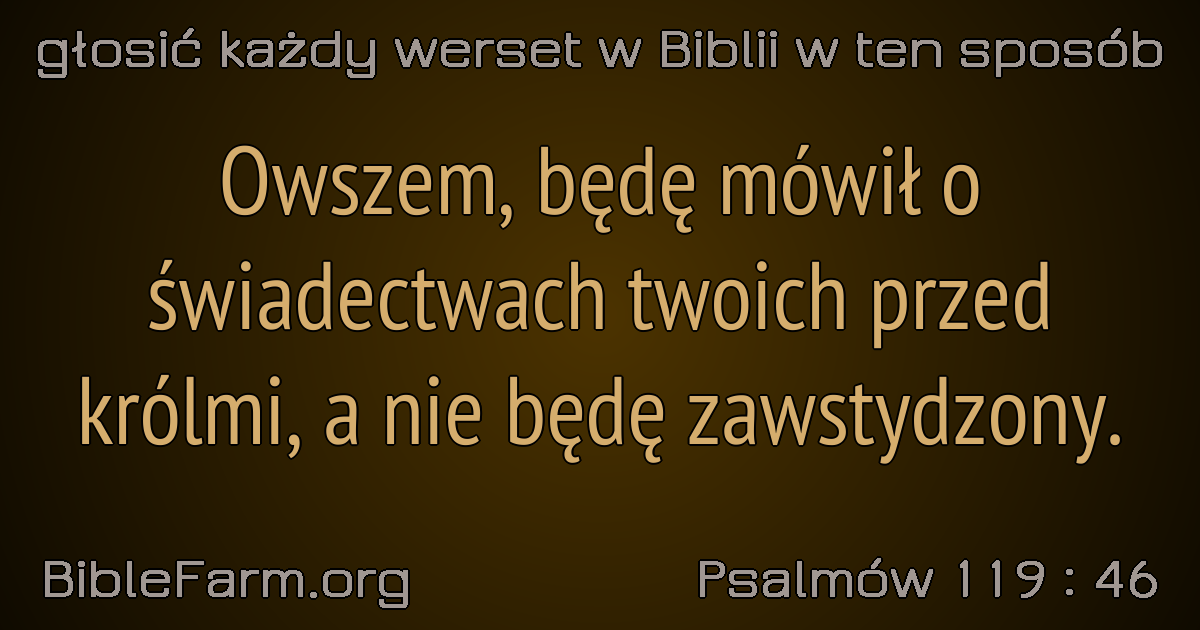 głosić każdy werset w Biblii w ten sposób
Owszem, będę mówił o
świadectwach twoich przed
królmi, a nie będę zawstydzony.
BibleFarm.org
Psalmów 119 : 46